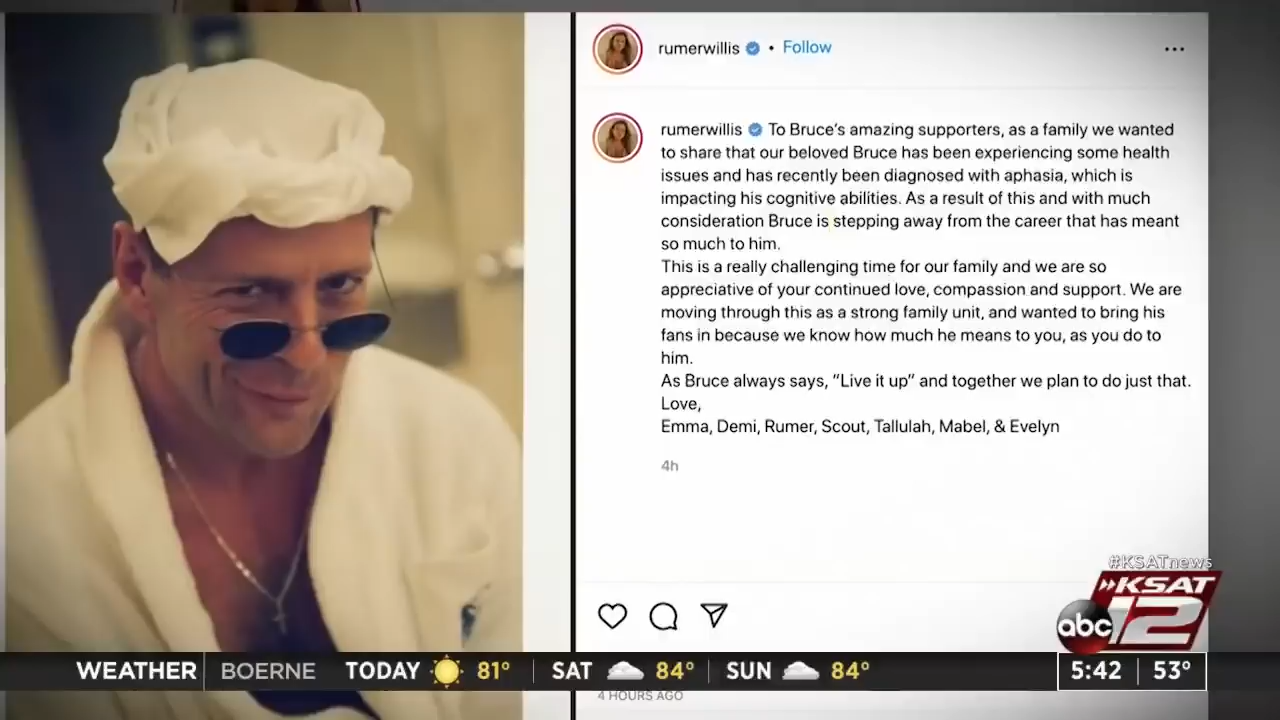 rumerwillis • Follow
rumerwillis To Bruce's amazing supporters, as a family we wanted
to share that our beloved Bruce has been experiencing some health
issues and has recently been diagnosed with aphasia, which is
impacting his cognitive abilities. As a result of this and with much
consideration Bruce is stepping away from the career that has meant
so much to him.
This is a really challenging time for our family and we are so
appreciative of your continued love, compassion and support. We are
moving through this as a strong family unit, and wanted to bring his
fans in because we know how much he means to you, as you do to
him.
As Bruce always says, "Live it up" and together we plan to do just that.
Love,
Emma, Demi, Rumer, Scout, Tallulah, Mabel, & Evelyn
4h
#KSATnews
KSAT
abc 12
WEATHER BOERNE TODAY 81° SAT 84° SUN 84° 5:42 53°
4 HOURS AGO